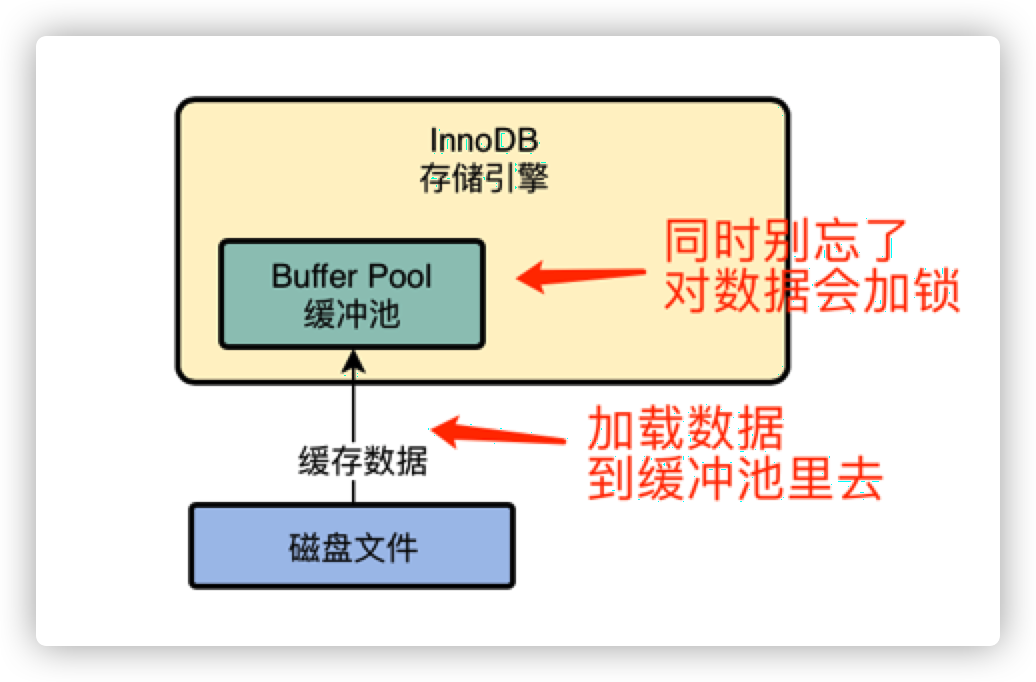 InnoDB
存储引擎
同时别忘了
对数据会加锁
Buffer Pool
缓冲池
加载数据
到缓冲池里去
缓存数据
磁盘文件